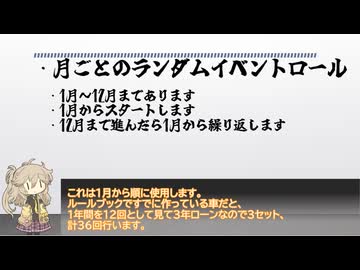 ・月ごとのランダムイベントロール
・1月～12月まであります
・1月からスタートします
・12月まで進んだら1月から繰り返します
これは1月から順に使用します。
ルールブックですでに作っている車だと、
1年間を12回として見て3年ローンなので3セット、
計36回行います。